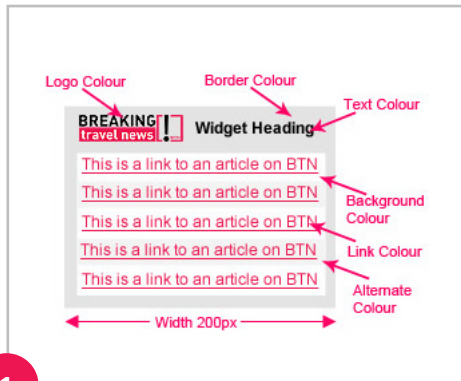 Logo Colour
Border Colour
Text Colour
BREAKING
travel news [!]
Widget Heading
This is a link to an article on BTN
This is a link to an article on BTN
Background
Colour
This is a link to an article on BTN
Link Colour
This is a link to an article on BTN
Alternate
Colour
This is a link to an article on BTN
Width 200px